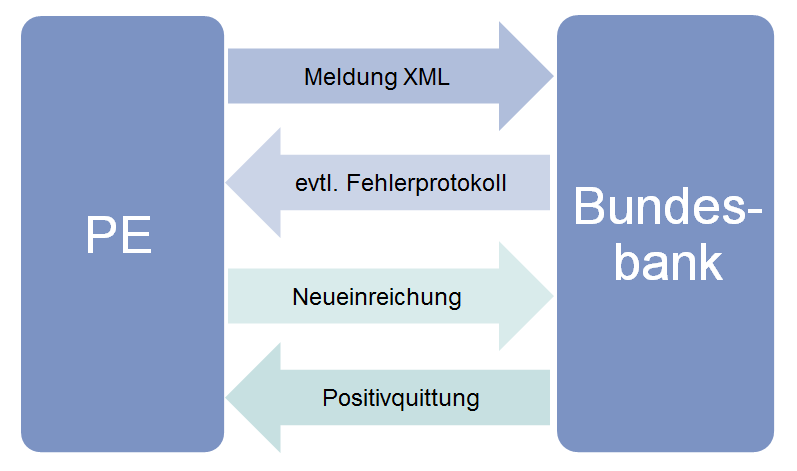 PE
Meldung XML
evtl. Fehlerprotokoll
Neueinreichung
Positivquittung
Bundes-
bank